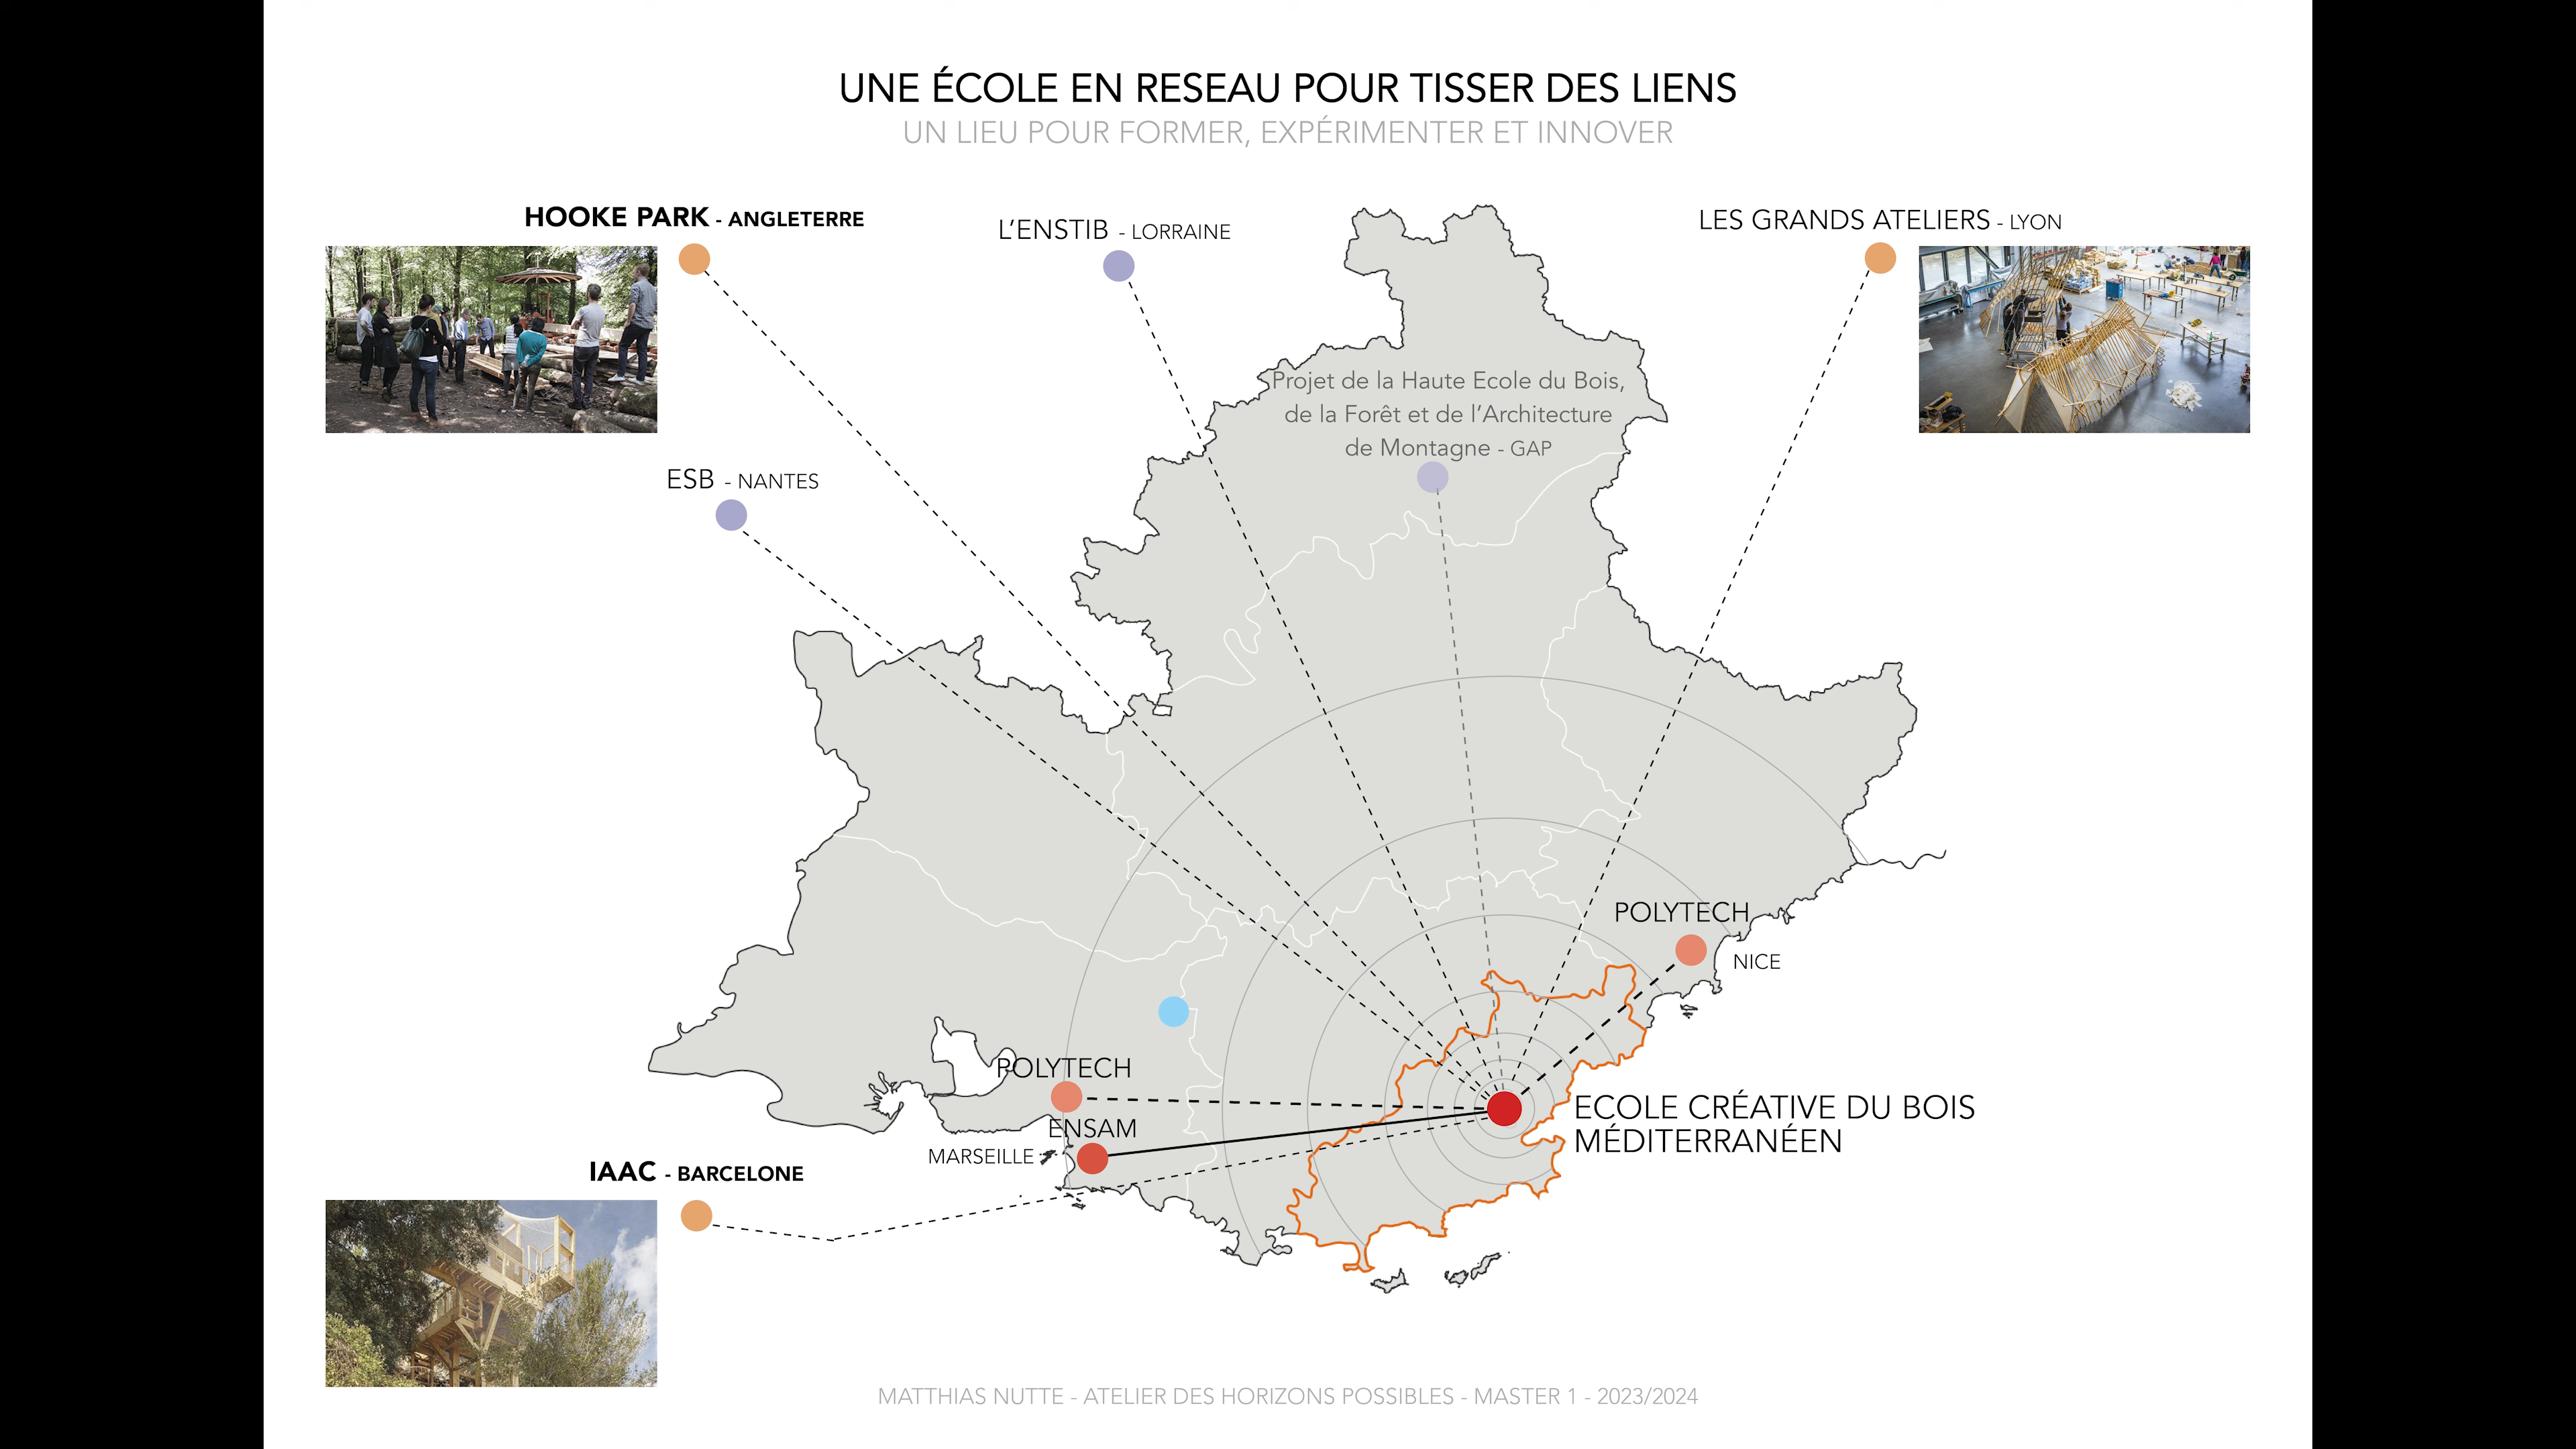 UNE ÉCOLE EN RESEAU POUR TISSER DES LIENS
UN LIEU POUR FORMER, EXPÉRIMENTER ET INNOVER
HOOKE PARK - ANGLETERRE
L'ENSTIB - LORRAINE
LES GRANDS ATELIERS - LYON
Projet de la Haute Ecole du Bois,
de la Forêt et de l'Architecture
de Montagne - GAP
ESB - NANTES
POLYTECH
NICE
POLYTECH
ENSAM
MARSEILLE
ECOLE CRÉATIVE DU BOIS
MÉDITERRANÉEN
IAAC - BARCELONE
MATTHIAS NUTTE - ATELIER DES HORIZONS POSSIBLES - MASTER 1 - 2023/2024